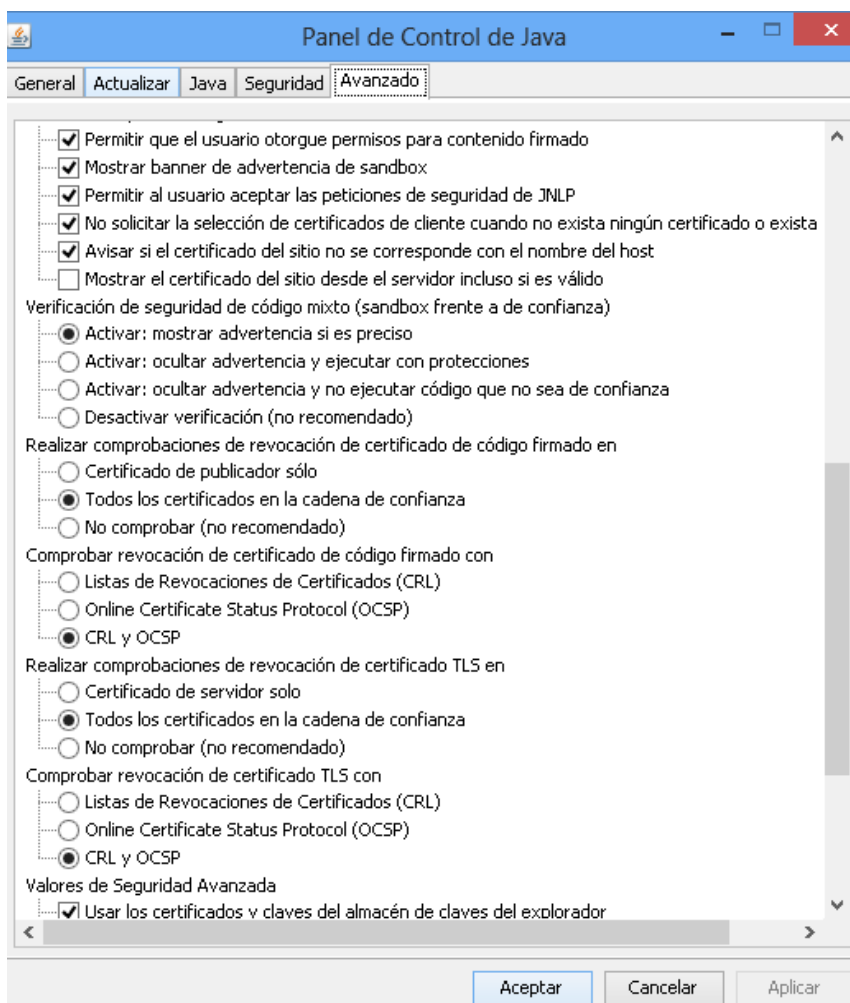 Panel de Control de Java
General Actualizar Java Seguridad Avanzado
Permitir que el usuario otorgue permisos para contenido firmado
Mostrar banner de advertencia de sandbox
Permitir al usuario aceptar las peticiones de seguridad de JNLP
No solicitar la selección de certificados de cliente cuando no exista ningún certificado o exista
Avisar si el certificado del sitio no se corresponde con el nombre del host
Mostrar el certificado del sitio desde el servidor incluso si es válido
Verificación de seguridad de código mixto (sandbox frente a de confianza)
Activar: mostrar advertencia si es preciso
Activar: ocultar advertencia y ejecutar con protecciones
Activar: ocultar advertencia y no ejecutar código que no sea de confianza
Desactivar verificación (no recomendado)
Realizar comprobaciones de revocación de certificado de código firmado en
Certificado de publicador sólo
Todos los certificados en la cadena de confianza
No comprobar (no recomendado)
Comprobar revocación de certificado de código firmado con
Listas de Revocaciones de Certificados (CRL)
Online Certificate Status Protocol (OCSP)
CRL y OCSP
Realizar comprobaciones de revocación de certificado TLS en
Certificado de servidor solo
Todos los certificados en la cadena de confianza
No comprobar (no recomendado)
Comprobar revocación de certificado TLS con
Listas de Revocaciones de Certificados (CRL)
Online Certificate Status Protocol (OCSP)
CRL y OCSP
Valores de Seguridad Avanzada
Usar los certificados y claves del almacén de claves del explorador
Aceptar Cancelar Aplicar